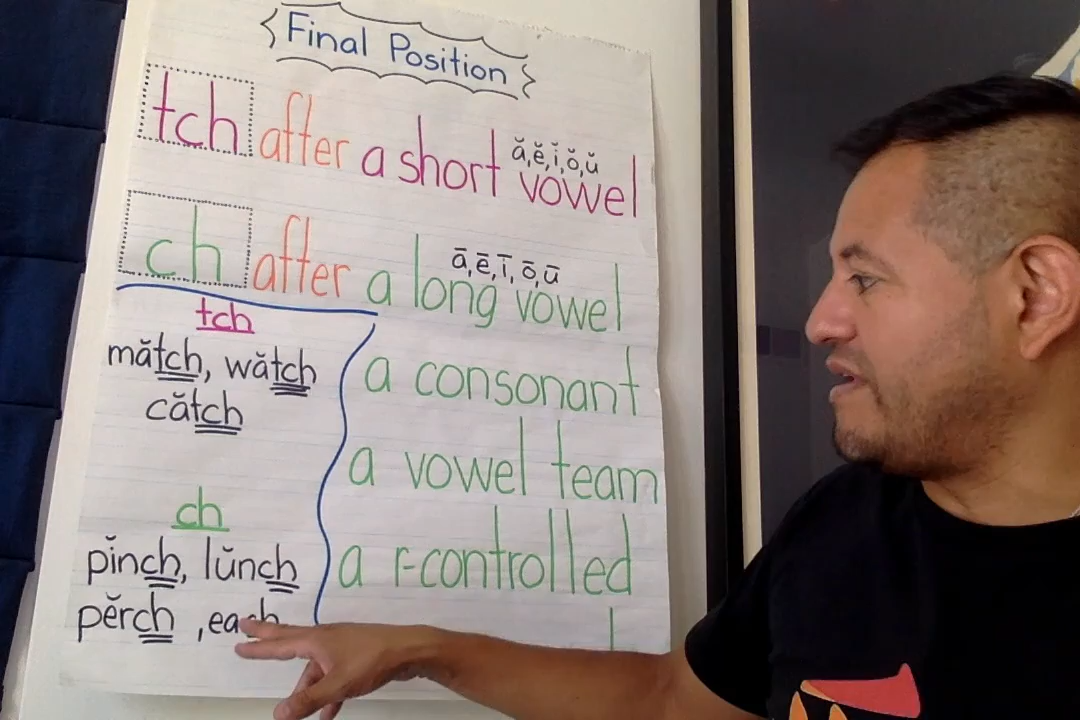 Final Position
tch after a short vowel
ă, ĕ, ĭ, ŏ, ŭ
ch after a long vowel
ā, ē, ī, ō, ū
a consonant
a vowel team
a r-controlled
tch
mătch, wătch
cătch
ch
pĭnch, lŭnch
pĕrch, each